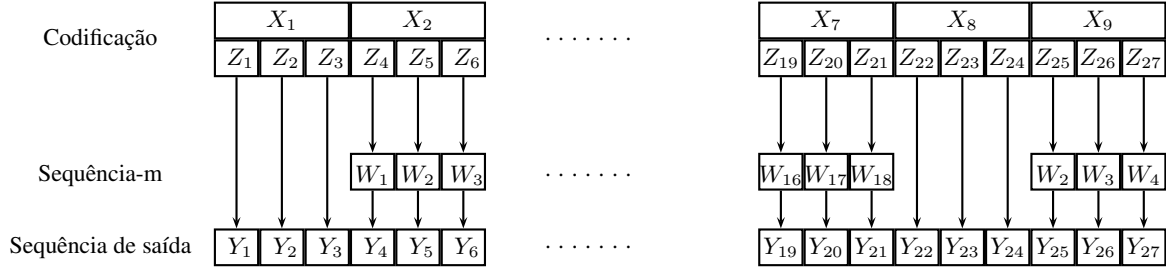 X1 X2 X7 X8 X9
Codificação . . . . . . .
Z1 Z2 Z3 Z4 Z5 Z6 Z19 Z20 Z21 Z22 Z23 Z24 Z25 Z26 Z27
Sequência-m W1 W2 W3 . . . . . . . W16 W17 W18 W2 W3 W4
Sequência de saída Y1 Y2 Y3 Y4 Y5 Y6 . . . . . . . Y19 Y20 Y21 Y22 Y23 Y24 Y25 Y26 Y27